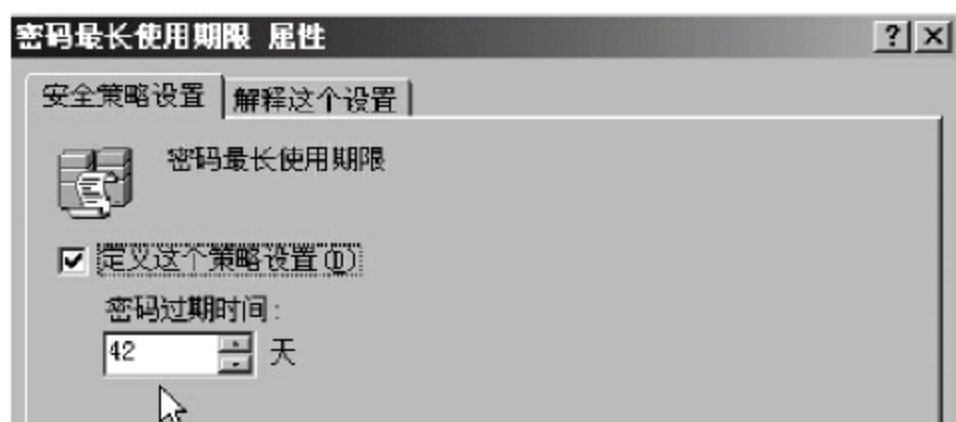 密码最长使用期限 属性
安全策略设置 解释这个设置
密码最长使用期限
定义这个策略设置(D)
密码过期时间:
42 天